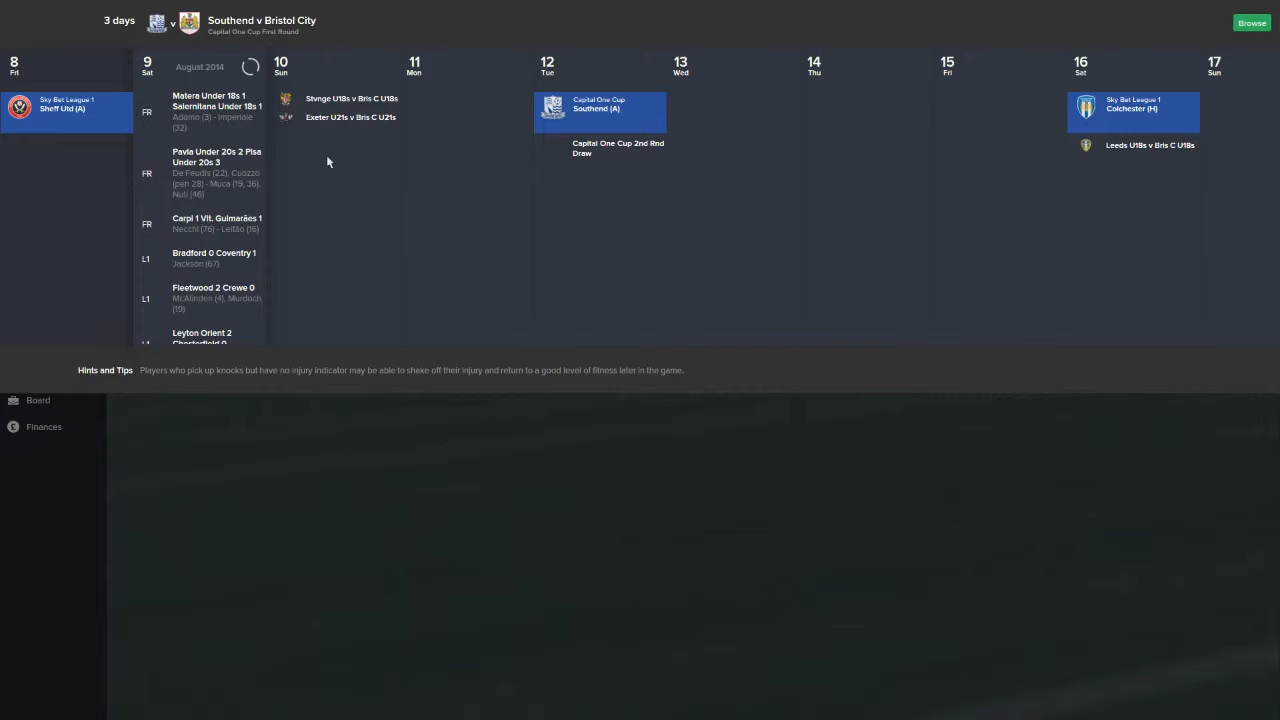 3 days
v
Southend v Bristol City
Capital One Cup First Round
Browse
8
Fri
9
Sat
August 2014
10
Sun
11
Mon
12
Tue
13
Wed
14
Thu
15
Fri
16
Sat
17
Sun
Sky Bet League 1
Sheff Utd (A)
FR
Matera Under 18s 1
Salernitana Under 18s 1
Adamo (3) - Imperiale
(32)
FR
Pavia Under 20s 2 Pisa
Under 20s 3
De Feudis (22), Cuozzo
(pen 28) - Muca (19, 36),
Nuti (46)
FR
Carpi 1 Vit. Guimarães 1
Necchi (76) - Leitão (16)
L1
Bradford 0 Coventry 1
Jackson (67)
L1
Fleetwood 2 Crewe 0
McAlinden (4), Murdoch
(19)
L1
Leyton Orient 2
Chesterfield 0
Stvnge U18s v Bris C U18s
Exeter U21s v Bris C U21s
Capital One Cup
Southend (A)
Capital One Cup 2nd Rnd
Draw
Sky Bet League 1
Colchester (H)
Leeds U18s v Bris C U18s
Hints and Tips
Players who pick up knocks but have no injury indicator may be able to shake off their injury and return to a good level of fitness later in the game.
Board
Finances